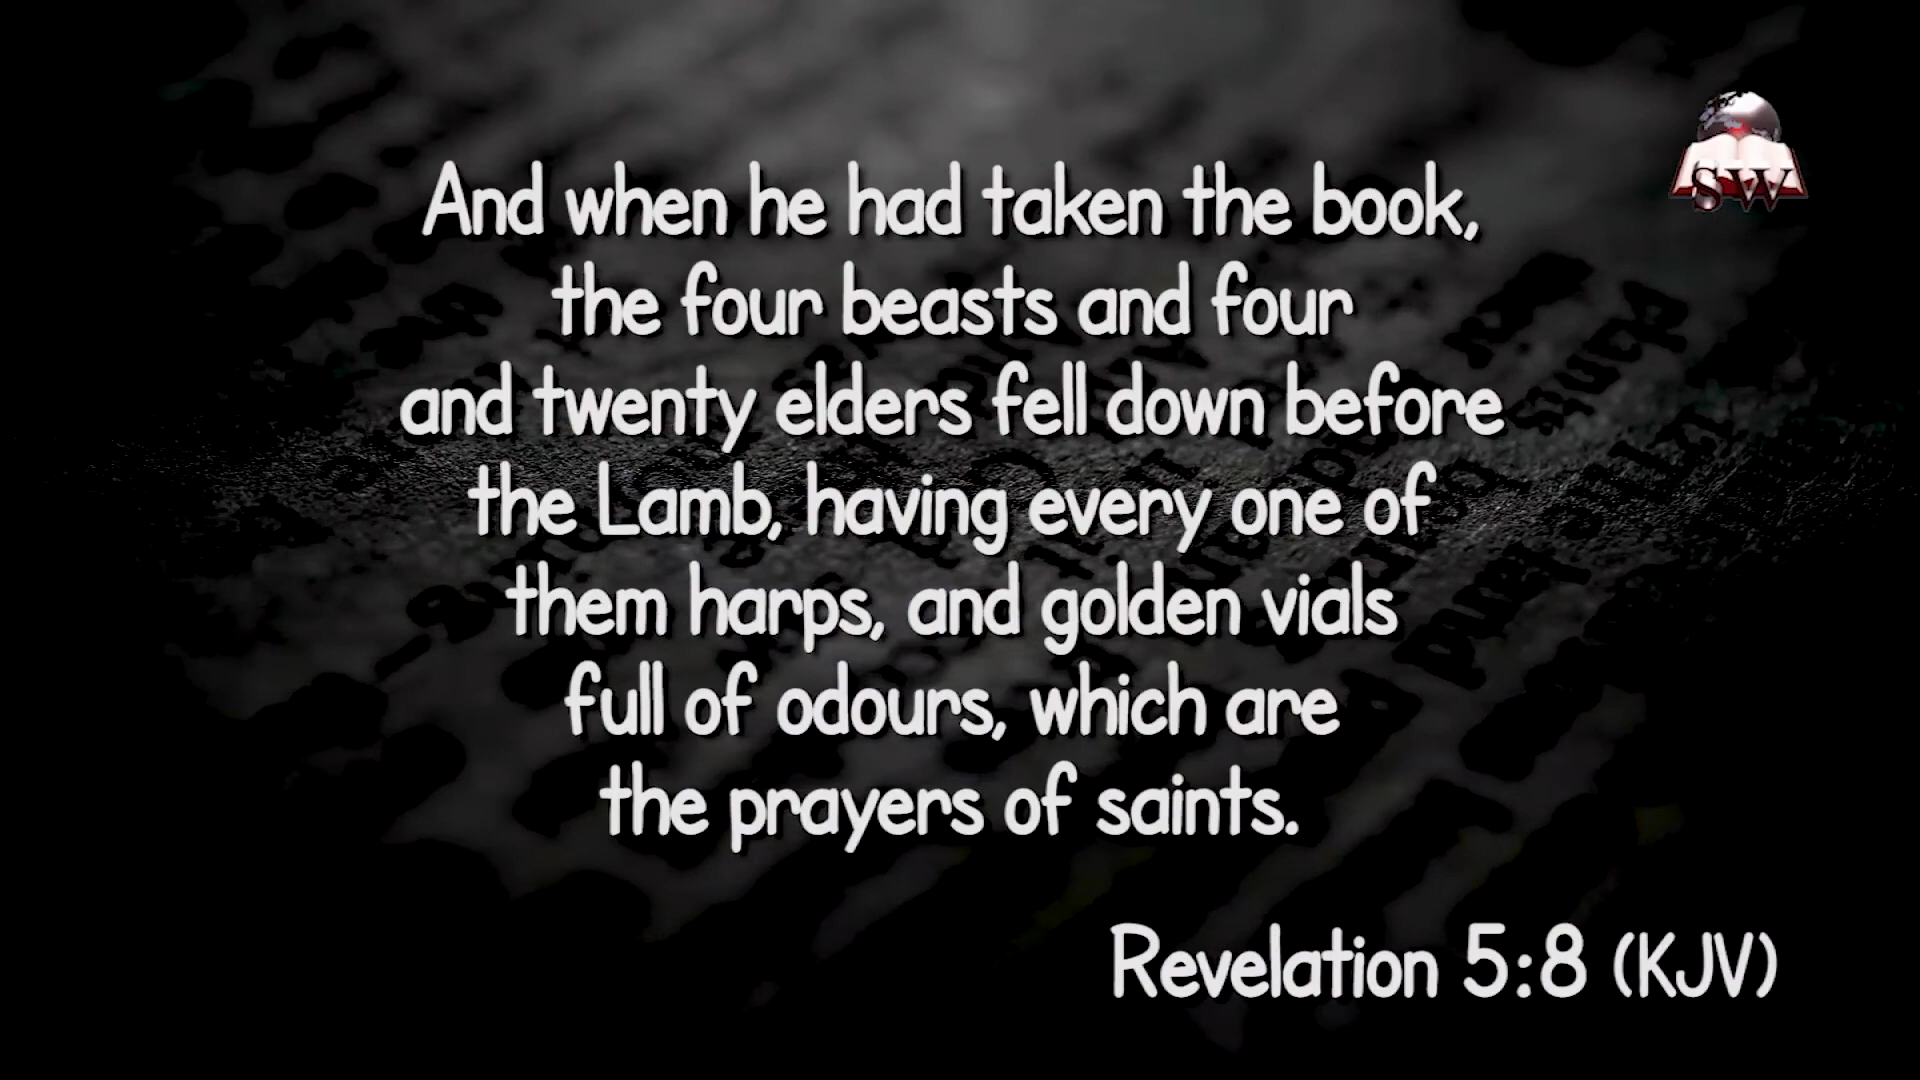 SW
And when he had taken the book,
the four beasts and four
and twenty elders fell down before
the Lamb, having every one of
them harps, and golden vials
full of odours, which are
the prayers of saints.
Revelation 5:8 (KJV)